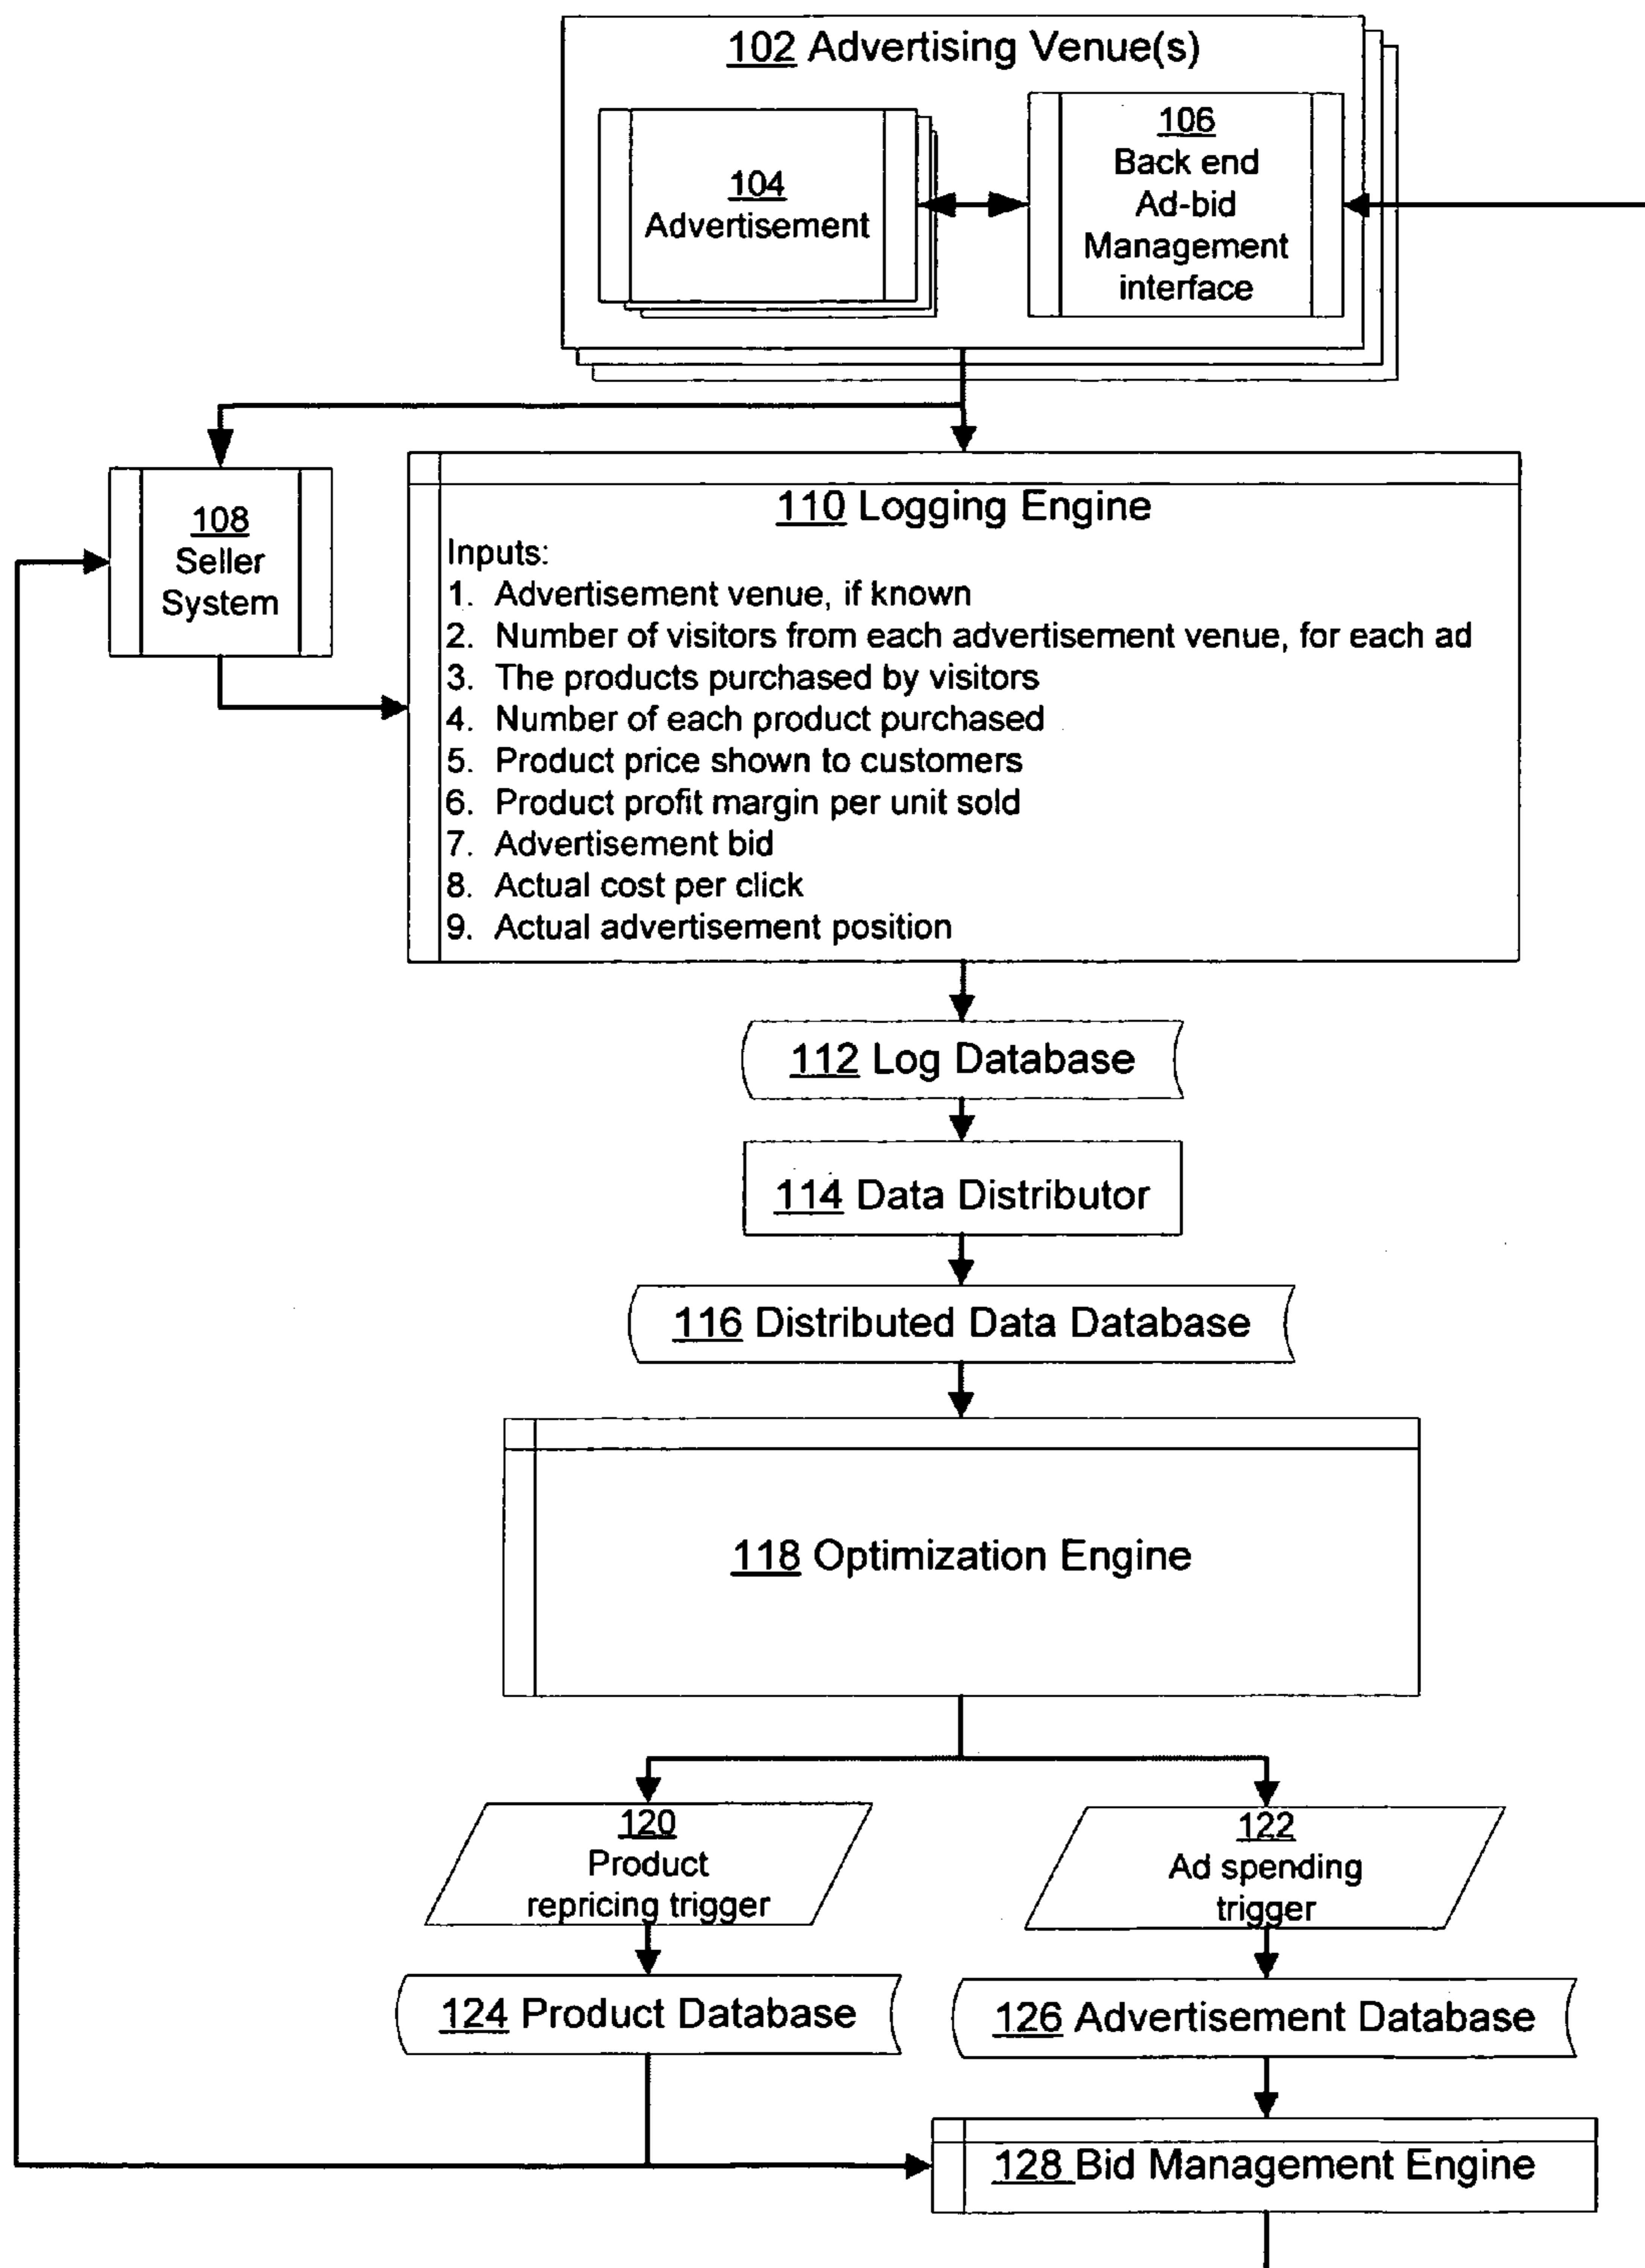 102 Advertising Venue(s)
104
Advertisement
106
Back end
Ad-bid
Management
interface
108
Seller
System
110 Logging Engine
Inputs:
1. Advertisement venue, if known
2. Number of visitors from each advertisement venue, for each ad
3. The products purchased by visitors
4. Number of each product purchased
5. Product price shown to customers
6. Product profit margin per unit sold
7. Advertisement bid
8. Actual cost per click
9. Actual advertisement position
112 Log Database
114 Data Distributor
116 Distributed Data Database
118 Optimization Engine
120
Product
repricing trigger
122
Ad spending
trigger
124 Product Database
126 Advertisement Database
128 Bid Management Engine